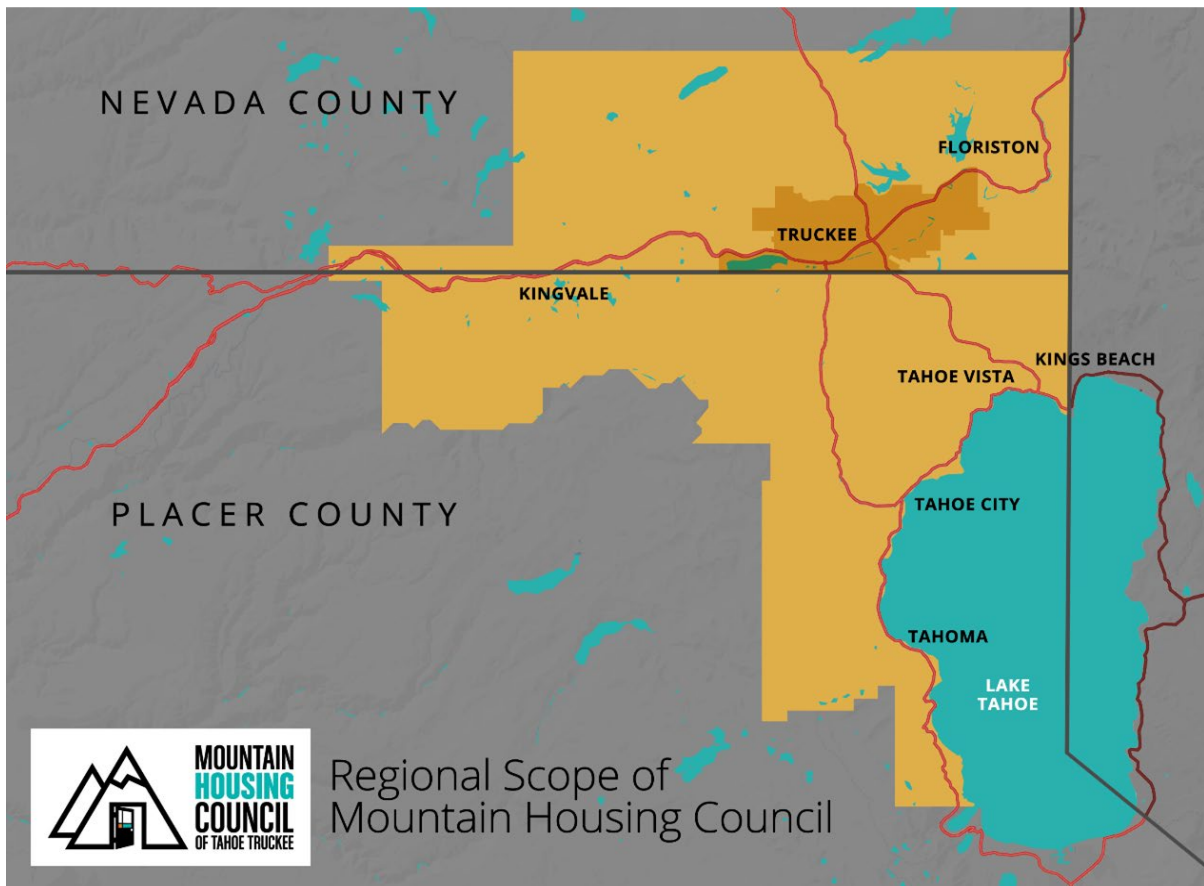 NEVADA COUNTY
FLORISTON
TRUCKEE
KINGVALE
KINGS BEACH
TAHOE VISTA
PLACER COUNTY
TAHOE CITY
TAHOMA
LAKE
TAHOE
MOUNTAIN
HOUSING
COUNCIL
OF TAHOE TRUCKEE
Regional Scope of
Mountain Housing Council